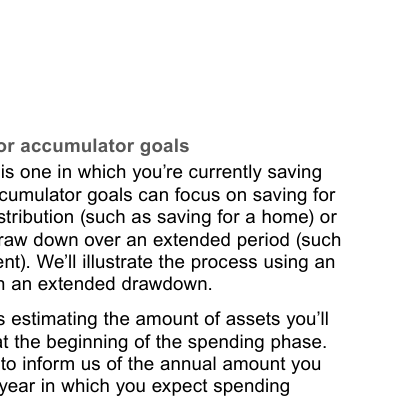 or accumulator goals
is one in which you’re currently saving
cumulator goals can focus on saving for
stribution (such as saving for a home) or
raw down over an extended period (such
ent). We’ll illustrate the process using an
n an extended drawdown.
s estimating the amount of assets you’ll
at the beginning of the spending phase.
to inform us of the annual amount you
year in which you expect spending